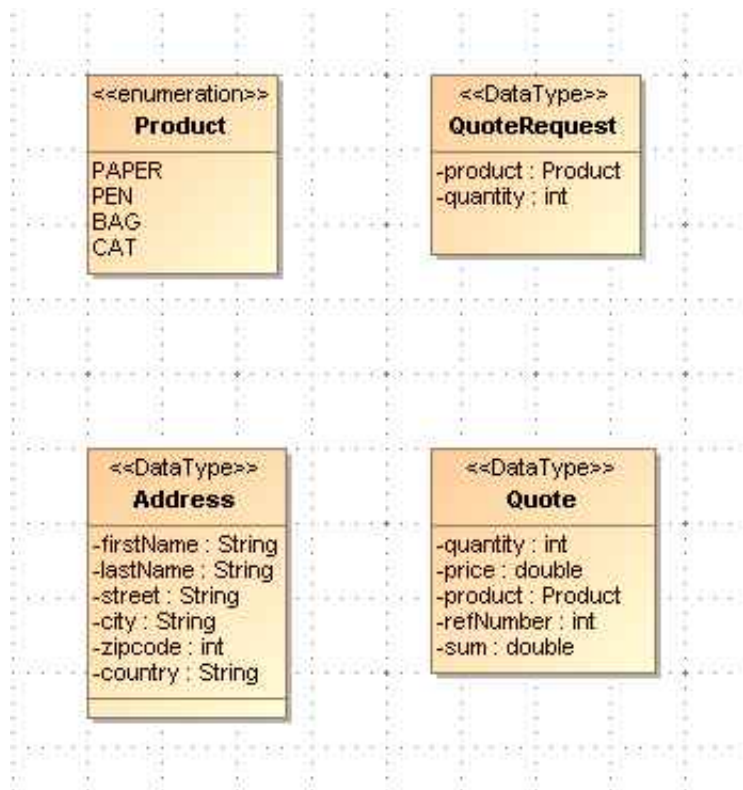 <<enumeration>>
Product
PAPER
PEN
BAG
CAT
<<DataType>>
QuoteRequest
-product : Product
-quantity : int
<<DataType>>
Address
-firstName : String
-lastName : String
-street : String
-city : String
-zipcode : int
-country : String
<<DataType>>
Quote
-quantity : int
-price : double
-product : Product
-refNumber : int
-sum : double